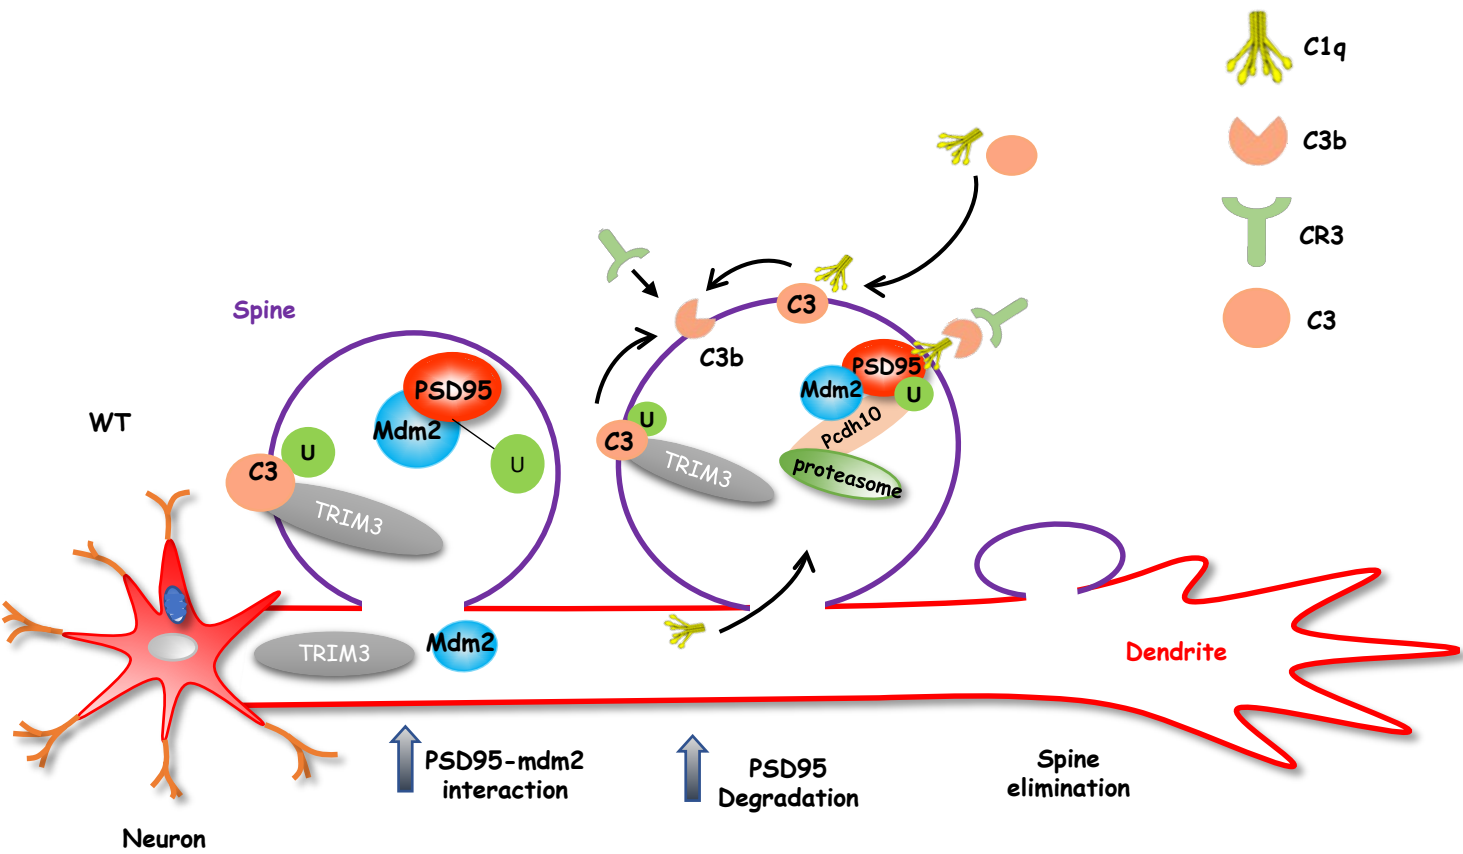 C1q
C3b
CR3
C3
Spine
WT
PSD95
Mdm2
U
U
C3
TRIM3
C3
C3b
PSD95
Mdm2
U
Pcdh10
proteasome
U
C3
TRIM3
TRIM3
Mdm2
Dendrite
PSD95-mdm2
interaction
PSD95
Degradation
Spine
elimination
Neuron